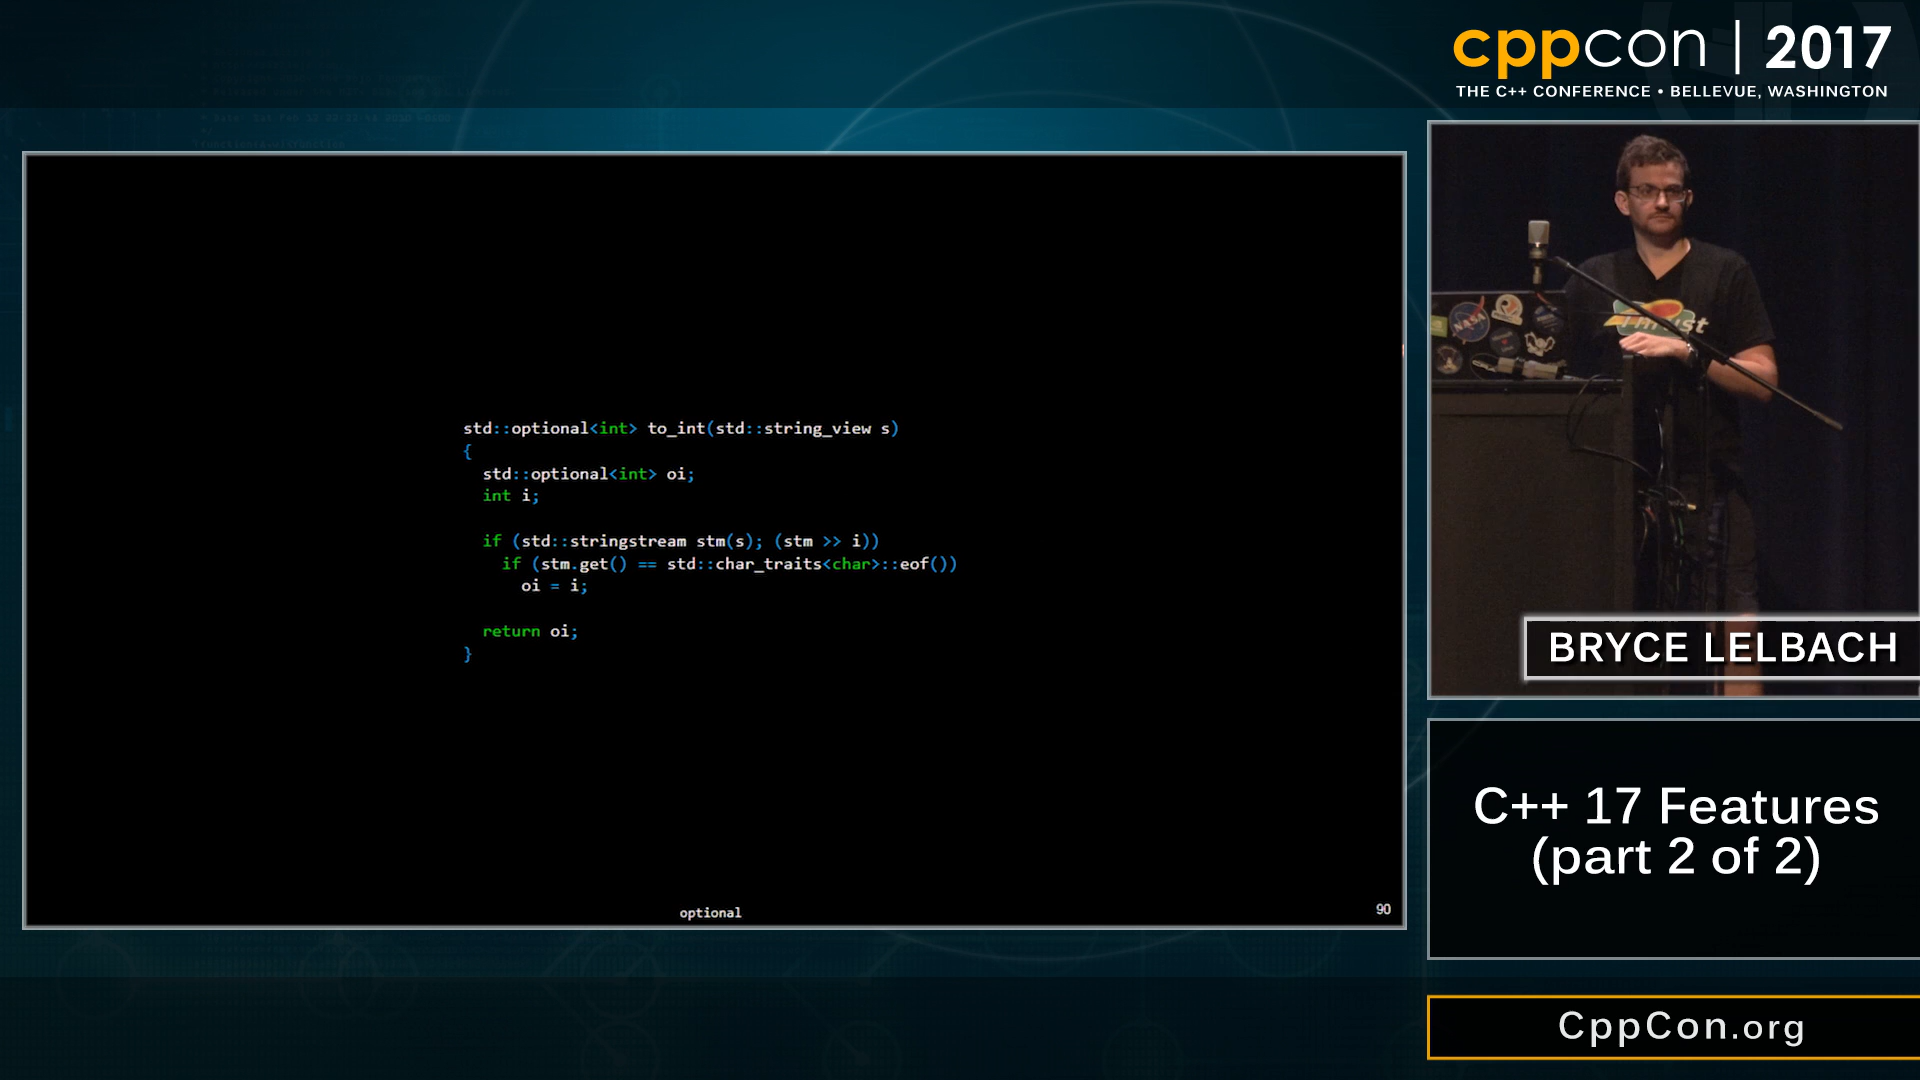 cppcon | 2017
THE C++ CONFERENCE • BELLEVUE, WASHINGTON
std::optional<int> to_int(std::string_view s)
{
  std::optional<int> oi;
  int i;
  if (std::stringstream stm(s); (stm >> i))
    if (stm.get() == std::char_traits<char>::eof())
      oi = i;
  return oi;
}
optional
90
NASA
Thrust
BRYCE LELBACH
C++ 17 Features
(part 2 of 2)
CppCon.org